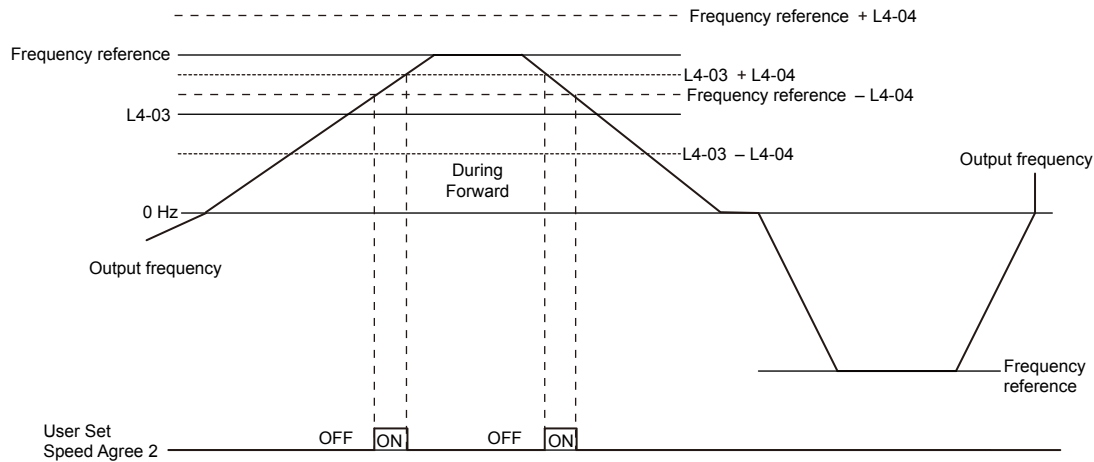 Frequency reference + L4-04
Frequency reference
L4-03 + L4-04
Frequency reference – L4-04
L4-03
L4-03 – L4-04
During
Forward
Output frequency
0 Hz
Output frequency
Frequency
reference
User Set
Speed Agree 2
OFF
ON
OFF
ON